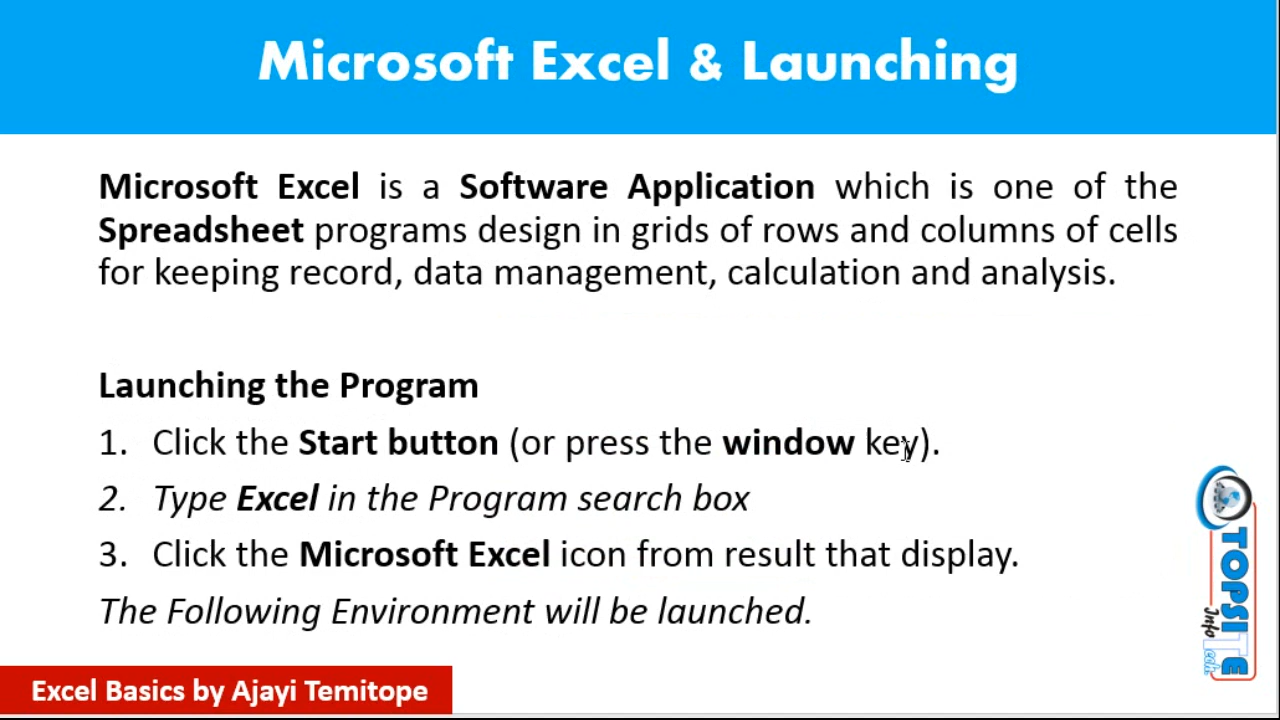 Microsoft Excel & Launching
Microsoft Excel is a Software Application which is one of the
Spreadsheet programs design in grids of rows and columns of cells
for keeping record, data management, calculation and analysis.
Launching the Program
1. Click the Start button (or press the window key).
2. Type Excel in the Program search box
3. Click the Microsoft Excel icon from result that display.
The Following Environment will be launched.
TOPSITE
Info Tech.
Excel Basics by Ajayi Temitope